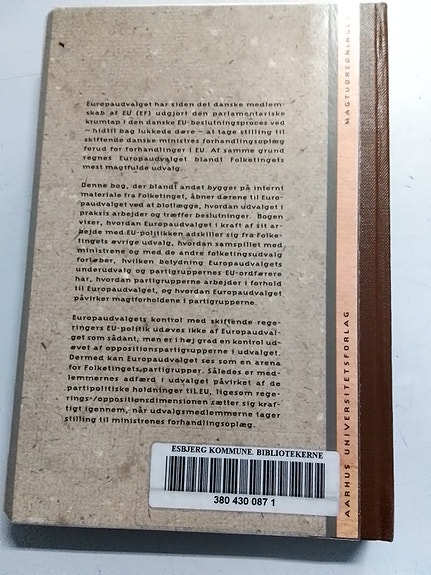 Europaudvalget har siden det danske medlem-
skab af EU (EF) udgjort den parlamentariske
krumtap i den danske EU-beslutningsproces ved
– hidtil bag lukkede døre – at tage stilling til
skiftende danske ministres forhandlingsoplæg
forud for forhandlinger i EU. Af samme grund
regnes Europaudvalget blandt Folketingets
mest magtfulde udvalg.
Denne bog, der blandt andet bygger på internt
materiale fra Folketinget, åbner dørene til Euro-
paudvalget ved at blotlægge, hvordan udvalget i
praksis arbejder og træffer beslutninger. Bogen
viser, hvordan Europaudvalget i kraft af sit ar-
bejde med EU-politikken adskiller sig fra Folke-
tingets øvrige udvalg, hvordan samspillet med
ministrene og med de andre folketingsudvalg
forløber, hvilken betydning Europaudvalgets
underudvalg og partigruppernes EU-ordførere
har, hvordan partigrupperne arbejder i forhold
til Europaudvalget, og hvordan Europaudvalget
påvirker magtforholdene i partigrupperne.
Europaudvalgets kontrol med skiftende rege-
ringers EU-politik udøves ikke af Europaudval-
get som sådant, men er i høj grad en kontrol ud-
øvet af oppositionspartigrupperne i udvalget.
Dermed kan Europaudvalget ses som en arena
for Folketingets partigrupper. Således er med-
lemmernes adfærd i udvalget påvirket af de
partipolitiske holdninger til EU, ligesom rege-
rings-/oppositionsdimensionen sætter sig kraf-
tigt igennem, når udvalgsmedlemmerne tager
stilling til ministrenes forhandlingsoplæg.
ESBJERG KOMMUNE. BIBLIOTEKERNE
380 430 087 1
AARHUS UNIVERSITETSFORLAG
MAGTUDREDNINGEN